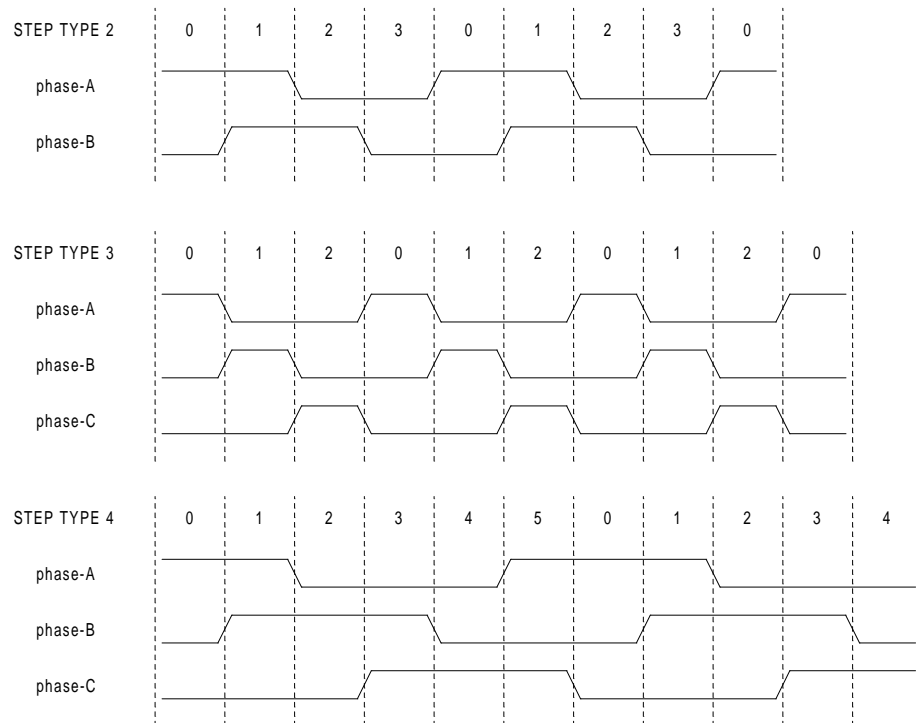 STEP TYPE 2 0 1 2 3 0 1 2 3 0
phase-A
phase-B
STEP TYPE 3 0 1 2 0 1 2 0 1 2 0
phase-A
phase-B
phase-C
STEP TYPE 4 0 1 2 3 4 5 0 1 2 3 4
phase-A
phase-B
phase-C